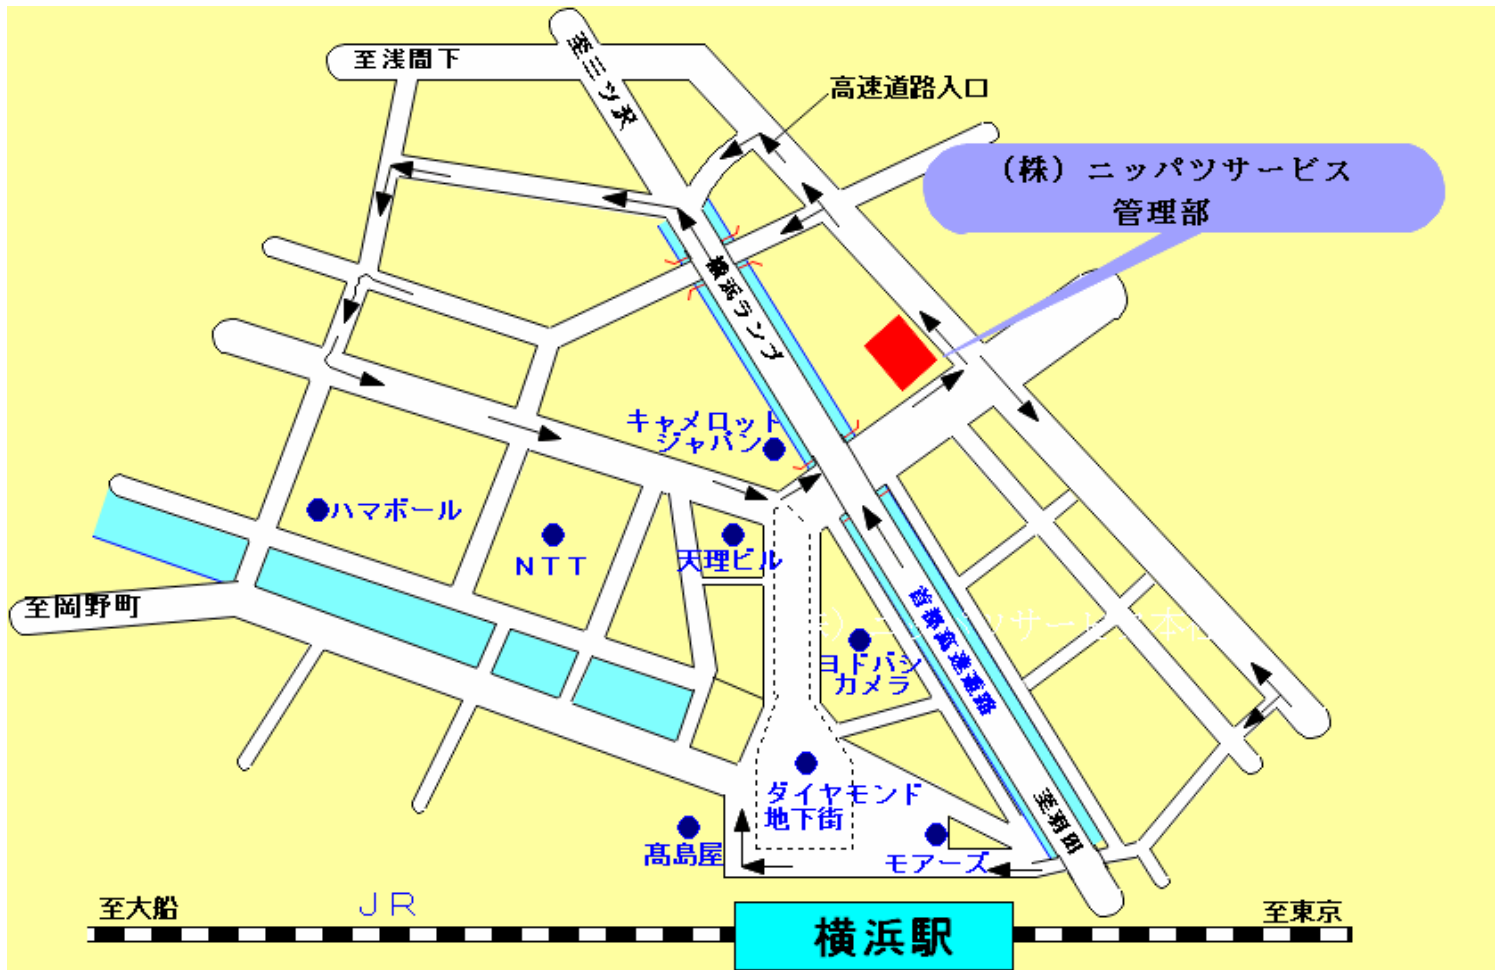 至浅間下
至三ツ沢
高速道路入口
(株)ニッパツサービス
管理部
横浜ランプ
キャメロット
ジャパン
ハマボール
NTT
天理ビル
至岡野町
ヨドバシ
カメラ
首都高速道路
ダイヤモンド
地下街
至羽田
高島屋
モアーズ
至大船
JR
横浜駅
至東京